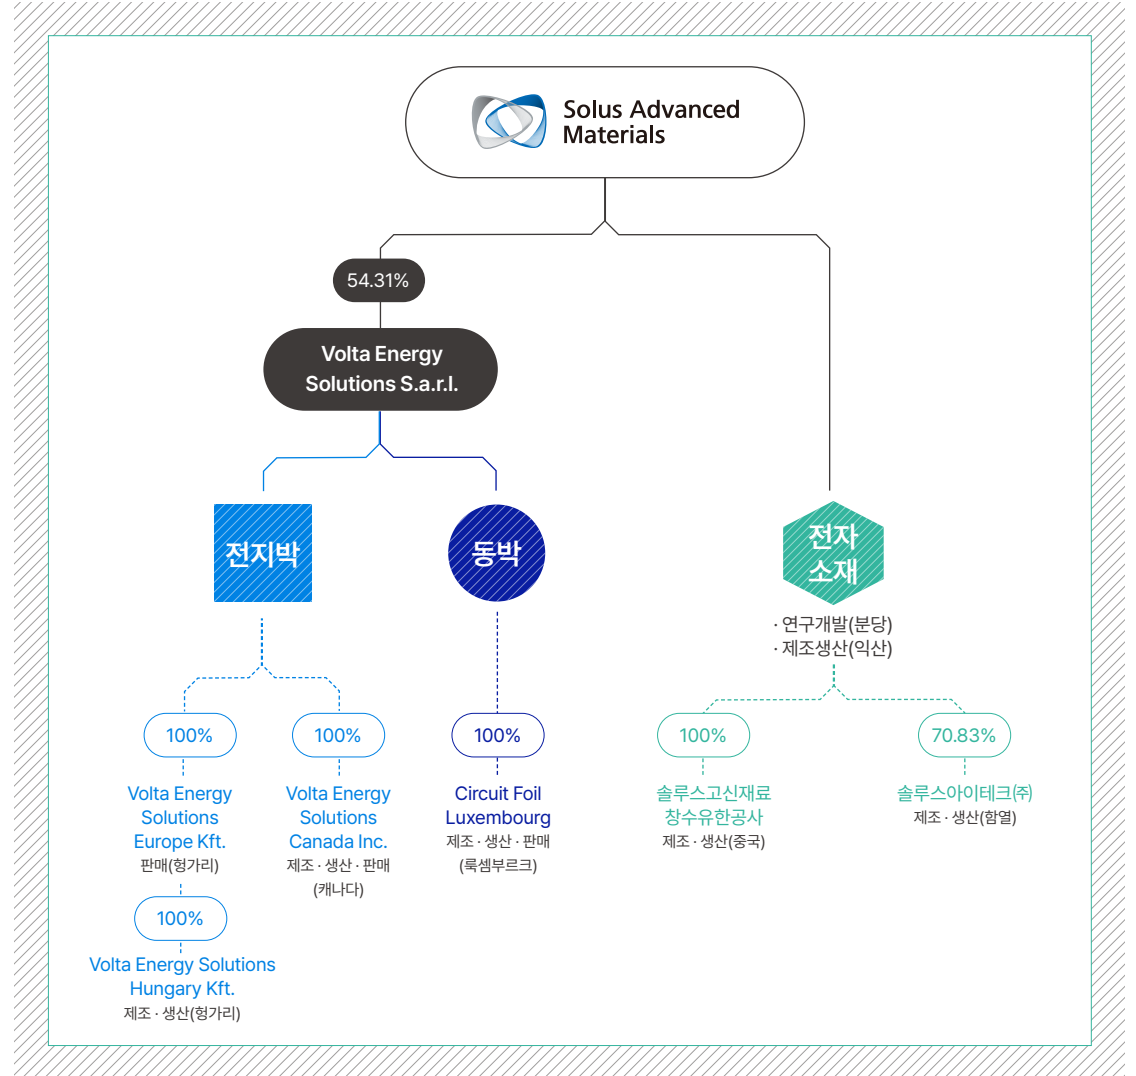 Solus Advanced
Materials
54.31%
Volta Energy
Solutions S.a.r.l.
전지박
동박
전자
소재
· 연구개발(분당)
· 제조생산(익산)
100%
Volta Energy
Solutions
Europe Kft.
판매(헝가리)
100%
Volta Energy Solutions
Hungary Kft.
제조 · 생산(헝가리)
100%
Volta Energy
Solutions
Canada Inc.
제조 · 생산 · 판매
(캐나다)
100%
Circuit Foil
Luxembourg
제조 · 생산 · 판매
(룩셈부르크)
100%
솔루스고신재료
창수유한공사
제조 · 생산(중국)
70.83%
솔루스아이테크㈜
제조 · 생산(함열)